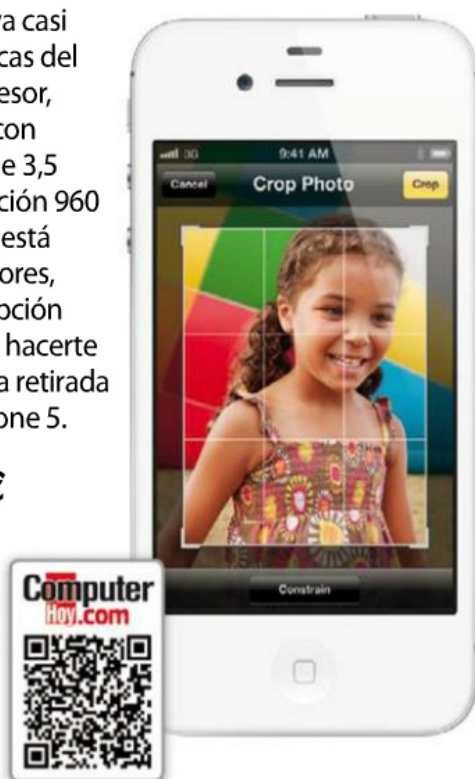 va casi
cas del
esor,
con
e 3,5
ción 960
está
ores,
pción
hacerte
a retirada
one 5.
€
3G 9:41 AM
Cancel Crop Photo Crop
Constrain
Computer
Hoy.com